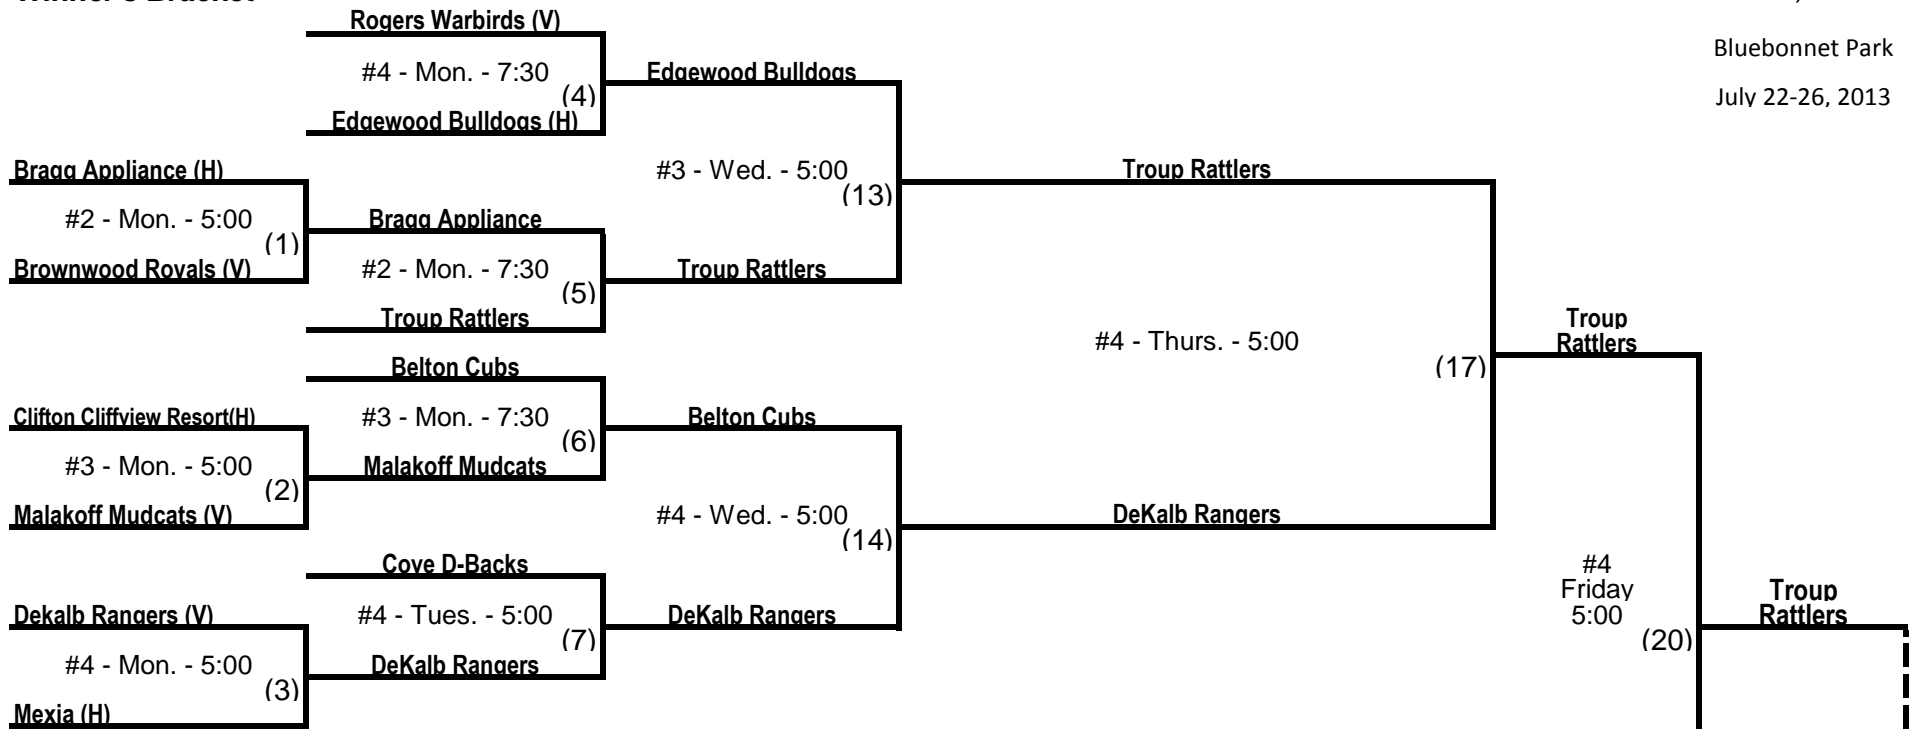 Winner's Bracket
Rogers Warbirds (V)
#4 - Mon. - 7:30
(4)
Edgewood Bulldogs (H)
Edgewood Bulldogs
Bluebonnet Park
July 22-26, 2013
Bragg Appliance (H)
#2 - Mon. - 5:00
(1)
Brownwood Royals (V)
Bragg Appliance
#2 - Mon. - 7:30
(5)
Troup Rattlers
#3 - Wed. - 5:00
(13)
Troup Rattlers
Troup Rattlers
Belton Cubs
#3 - Mon. - 7:30
(6)
Malakoff Mudcats
Clifton Cliffview Resort(H)
#3 - Mon. - 5:00
(2)
Malakoff Mudcats (V)
Belton Cubs
#4 - Wed. - 5:00
(14)
#4 - Thurs. - 5:00
(17)
Troup
Rattlers
DeKalb Rangers
Cove D-Backs
#4 - Tues. - 5:00
(7)
DeKalb Rangers
DeKalb Rangers
Dekalb Rangers (V)
#4 - Mon. - 5:00
(3)
Mexia (H)
#4
Friday
5:00
(20)
Troup
Rattlers